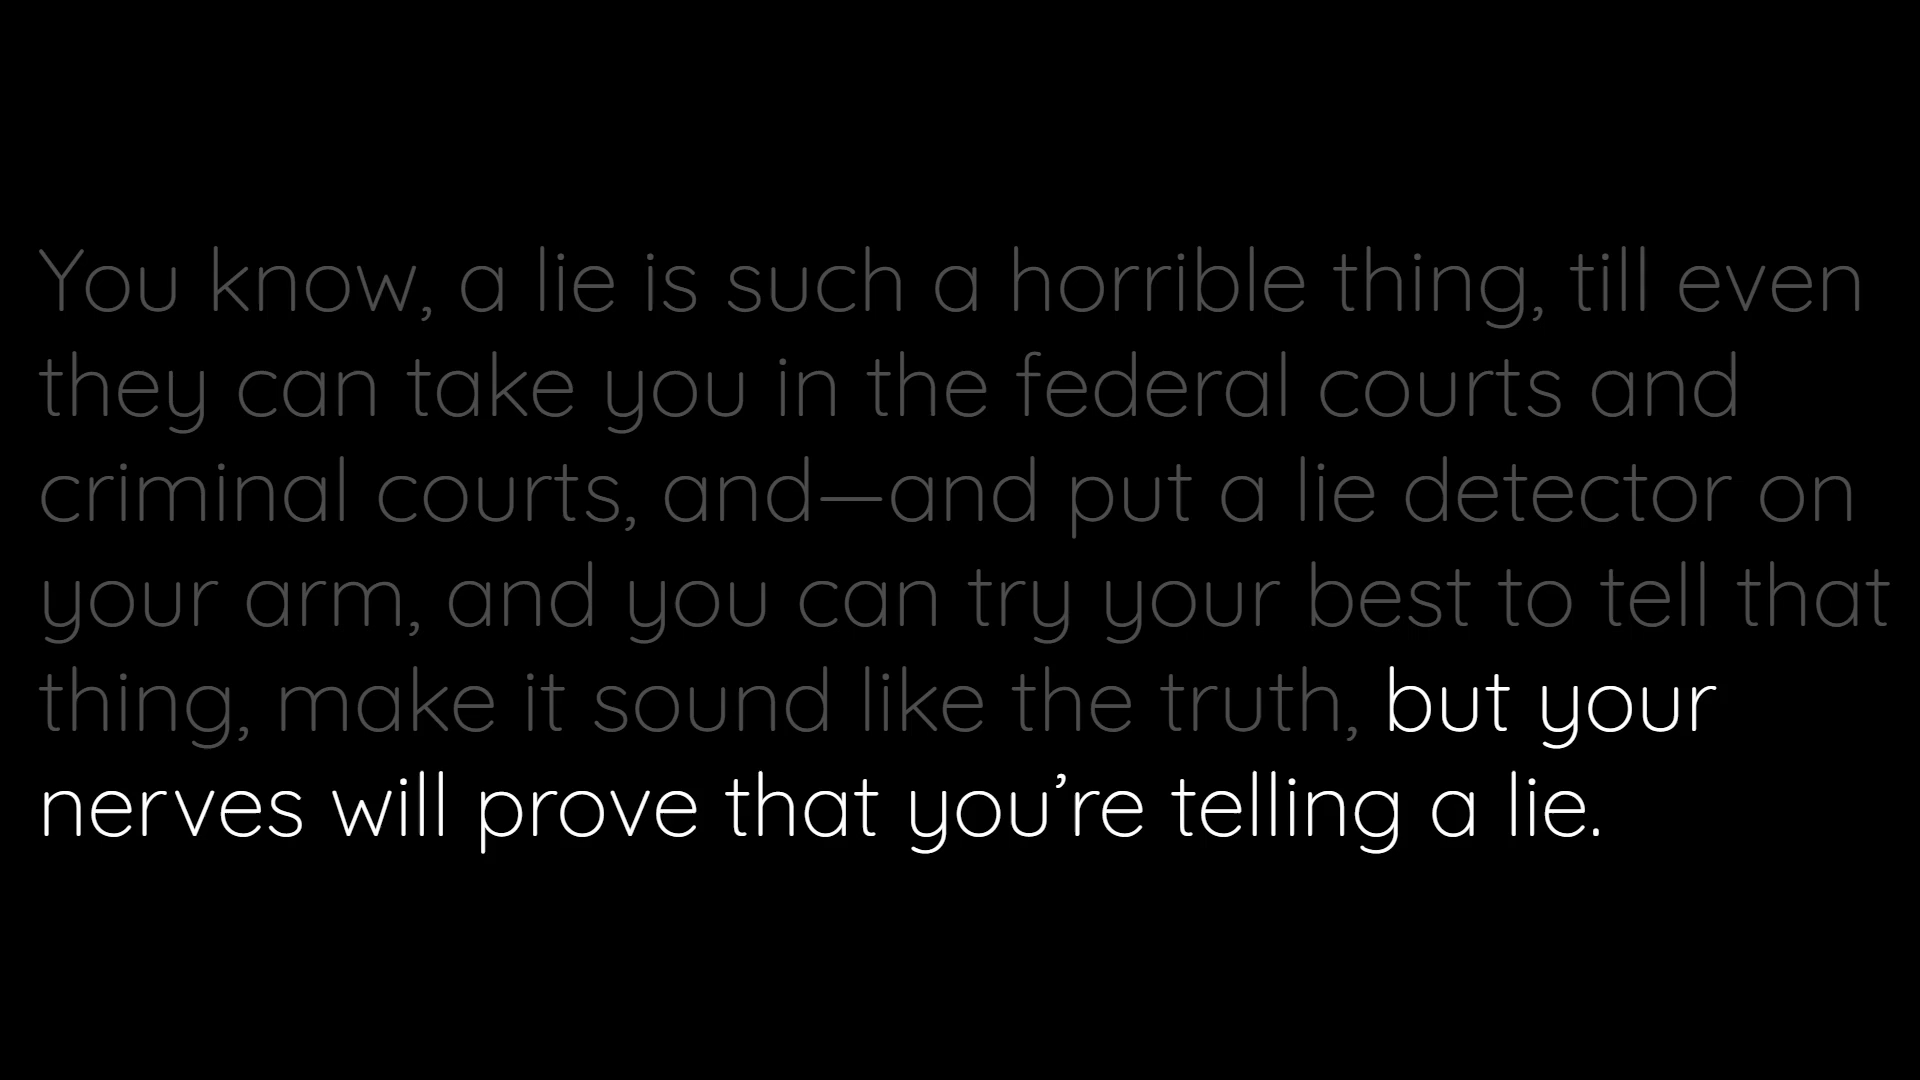 You know, a lie is such a horrible thing, till even
they can take you in the federal courts and
criminal courts, and—and put a lie detector on
your arm, and you can try your best to tell that
thing, make it sound like the truth, but your
nerves will prove that you’re telling a lie.